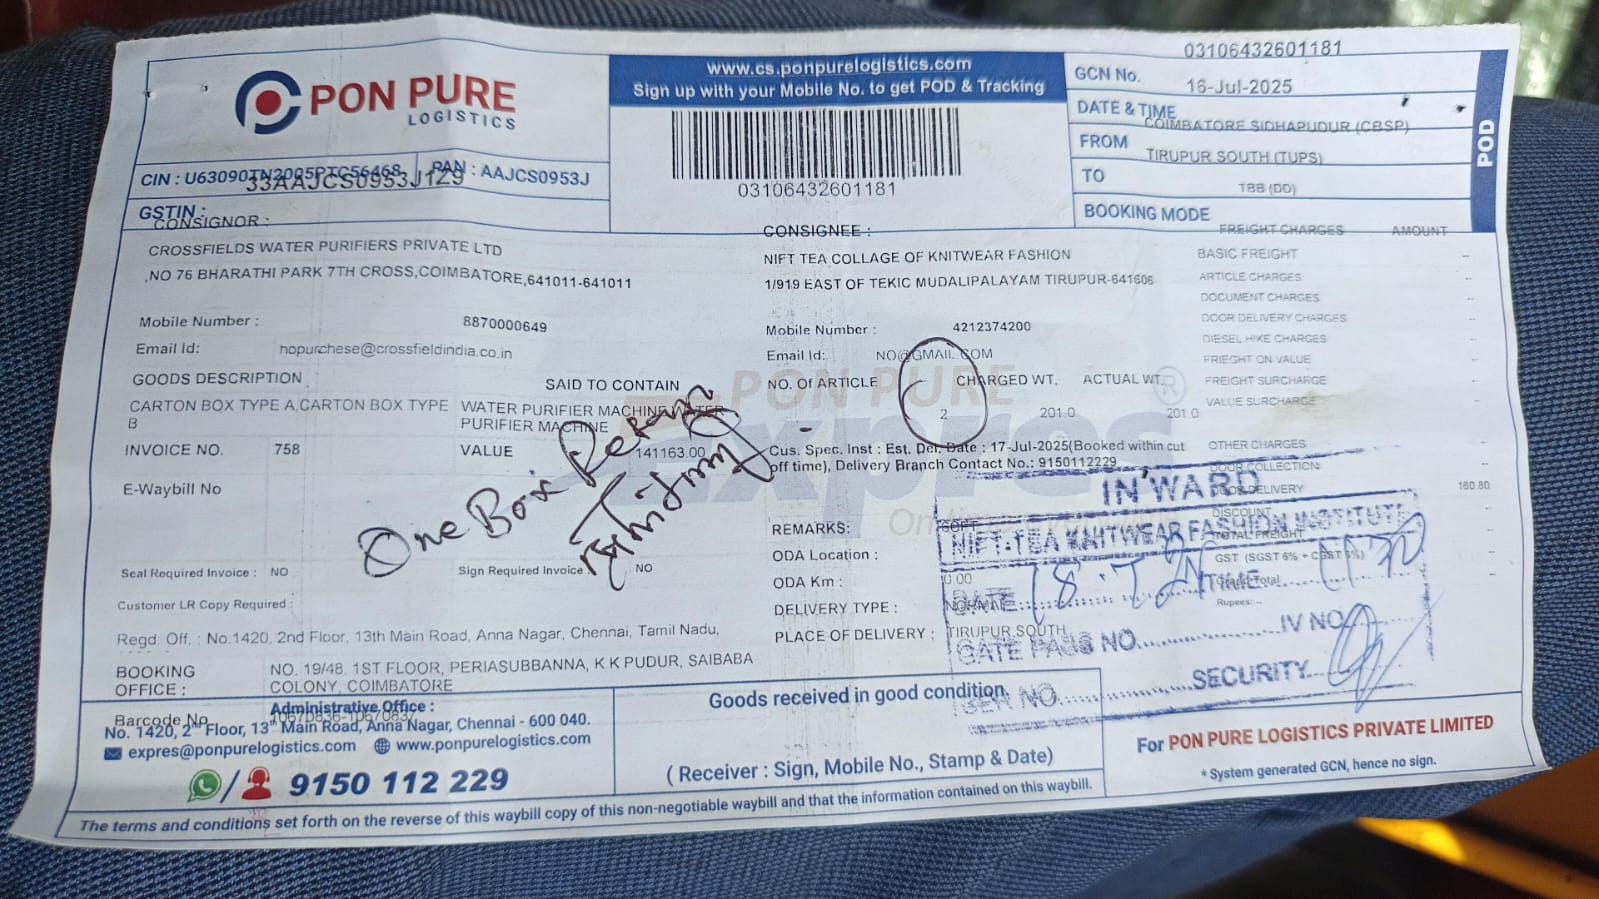 PON PURE
LOGISTICS
www.cs.ponpurelogistics.com
Sign up with your Mobile No. to get POD & Tracking
03106432601181
03106432601181
GCN No.
16-Jul-2025
DATE & TIME
COIMBATORE SIDHAPUDUR (CBSP)
FROM
TIRUPUR SOUTH (TUPS)
TO
TBB (DD)
BOOKING MODE
POD
CIN : U63090TN2005PTC56468
PAN : AAJCS0953J
33AAJCS0953J1Z9
GSTIN :
CONSIGNOR :
CROSSFIELDS WATER PURIFIERS PRIVATE LTD
,NO 76 BHARATHI PARK 7TH CROSS,COIMBATORE,641011-641011
Mobile Number : 8870000649
Email Id: hopurchese@crossfieldindia.co.in
CONSIGNEE :
NIFT TEA COLLAGE OF KNITWEAR FASHION
1/919 EAST OF TEKIC MUDALIPALAYAM TIRUPUR-641606
Mobile Number : 4212374200
Email Id: NO@GMAIL.COM
FREIGHT CHARGES AMOUNT
BASIC FREIGHT --
ARTICLE CHARGES --
DOCUMENT CHARGES --
DOOR DELIVERY CHARGES --
DIESEL HIKE CHARGES --
FRIEGHT ON VALUE --
FREIGHT SURCHARGE --
VALUE SURCHARGE --
OTHER CHARGES --
DOOR COLLECTION --
DOOR DELIVERY 160.80
DISCOUNT
TOTAL FREIGHT
GST (SGST 6% + CGST %)
Grand Total
Rupees: --
GOODS DESCRIPTION
SAID TO CONTAIN
NO. OF ARTICLE
CHARGED WT.
ACTUAL WT.
CARTON BOX TYPE A,CARTON BOX TYPE
B
WATER PURIFIER MACHINE,WATER
PURIFIER MACHINE
2
201.0
201.0
PON PURE
Expres
INVOICE NO. 758
VALUE 141163.00
E-Waybill No
Cus. Spec. Inst : Est. Del. Date : 17-Jul-2025(Booked within cut
off time), Delivery Branch Contact No.: 9150112229
One Box Return
REMARKS:
ODA Location :
ODA Km : 0.00
DELIVERY TYPE : NORMAL
PLACE OF DELIVERY : TIRUPUR SOUTH
IN'WARD
NIFT-TEA KNITWEAR FASHION INSTITUTE
DATE
TIME
GATE PASS NO.
IV NO
SER NO.
SECURITY
Seal Required Invoice : NO
Sign Required Invoice NO
Customer LR Copy Required :
Regd. Off. : No.1420, 2nd Floor, 13th Main Road, Anna Nagar, Chennai, Tamil Nadu,
BOOKING
OFFICE :
NO. 19/48, 1ST FLOOR, PERIASUBBANNA, K K PUDUR, SAIBABA
COLONY, COIMBATORE
Barcode No
Administrative Office :
No. 1420, 2nd Floor, 13th Main Road, Anna Nagar, Chennai - 600 040.
expres@ponpurelogistics.com www.ponpurelogistics.com
9150 112 229
Goods received in good condition.
( Receiver : Sign, Mobile No., Stamp & Date)
For PON PURE LOGISTICS PRIVATE LIMITED
* System generated GCN, hence no sign.
The terms and conditions set forth on the reverse of this waybill copy of this non-negotiable waybill and that the information contained on this waybill.